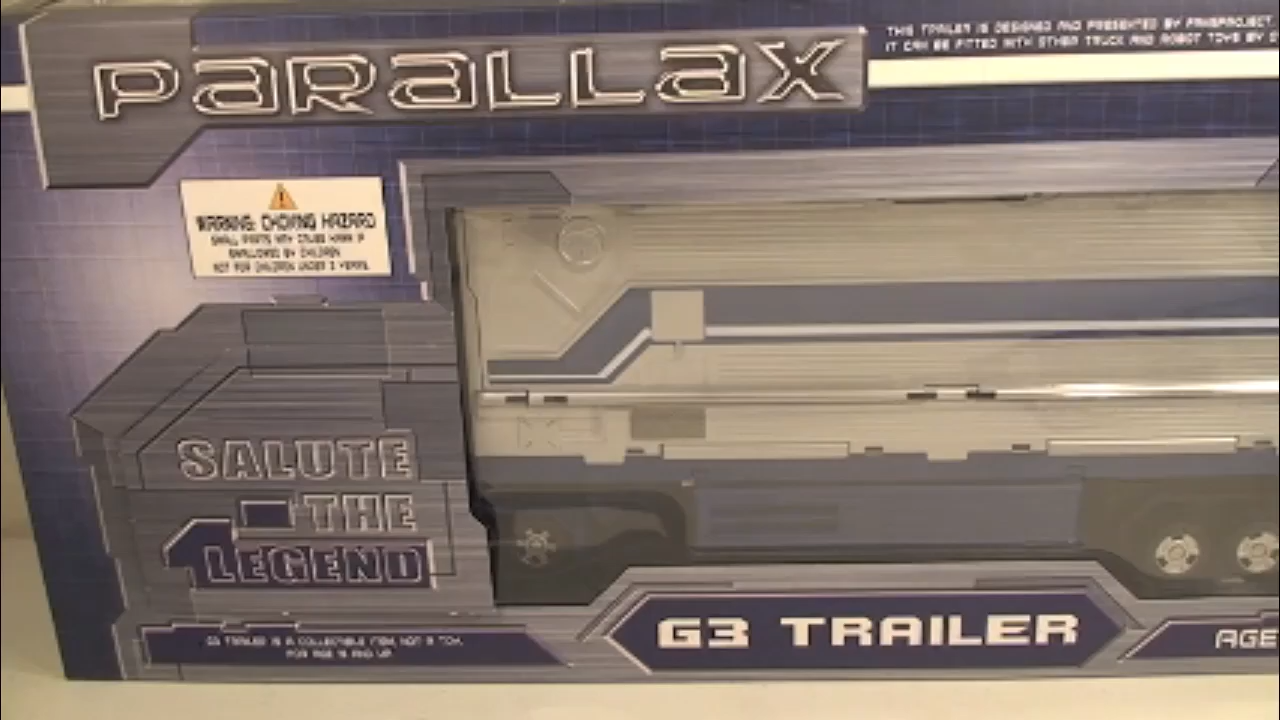 PARALLAX
THIS TRAILER IS DESIGNED AND PRESENTED BY FANSPROJECT.
IT CAN BE FITTED WITH OTHER TRUCK AND ROBOT TOYS BY
WARNING: CHOKING HAZARD
SMALL PARTS MAY CAUSE HARM IF
SWALLOWED BY CHILDREN
NOT FOR CHILDREN UNDER 3 YEARS
SALUTE
THE
LEGEND
G3 TRAILER IS A COLLECTIBLE ITEM, NOT A TOY.
FOR AGE 15 AND UP.
G3 TRAILER
AGE